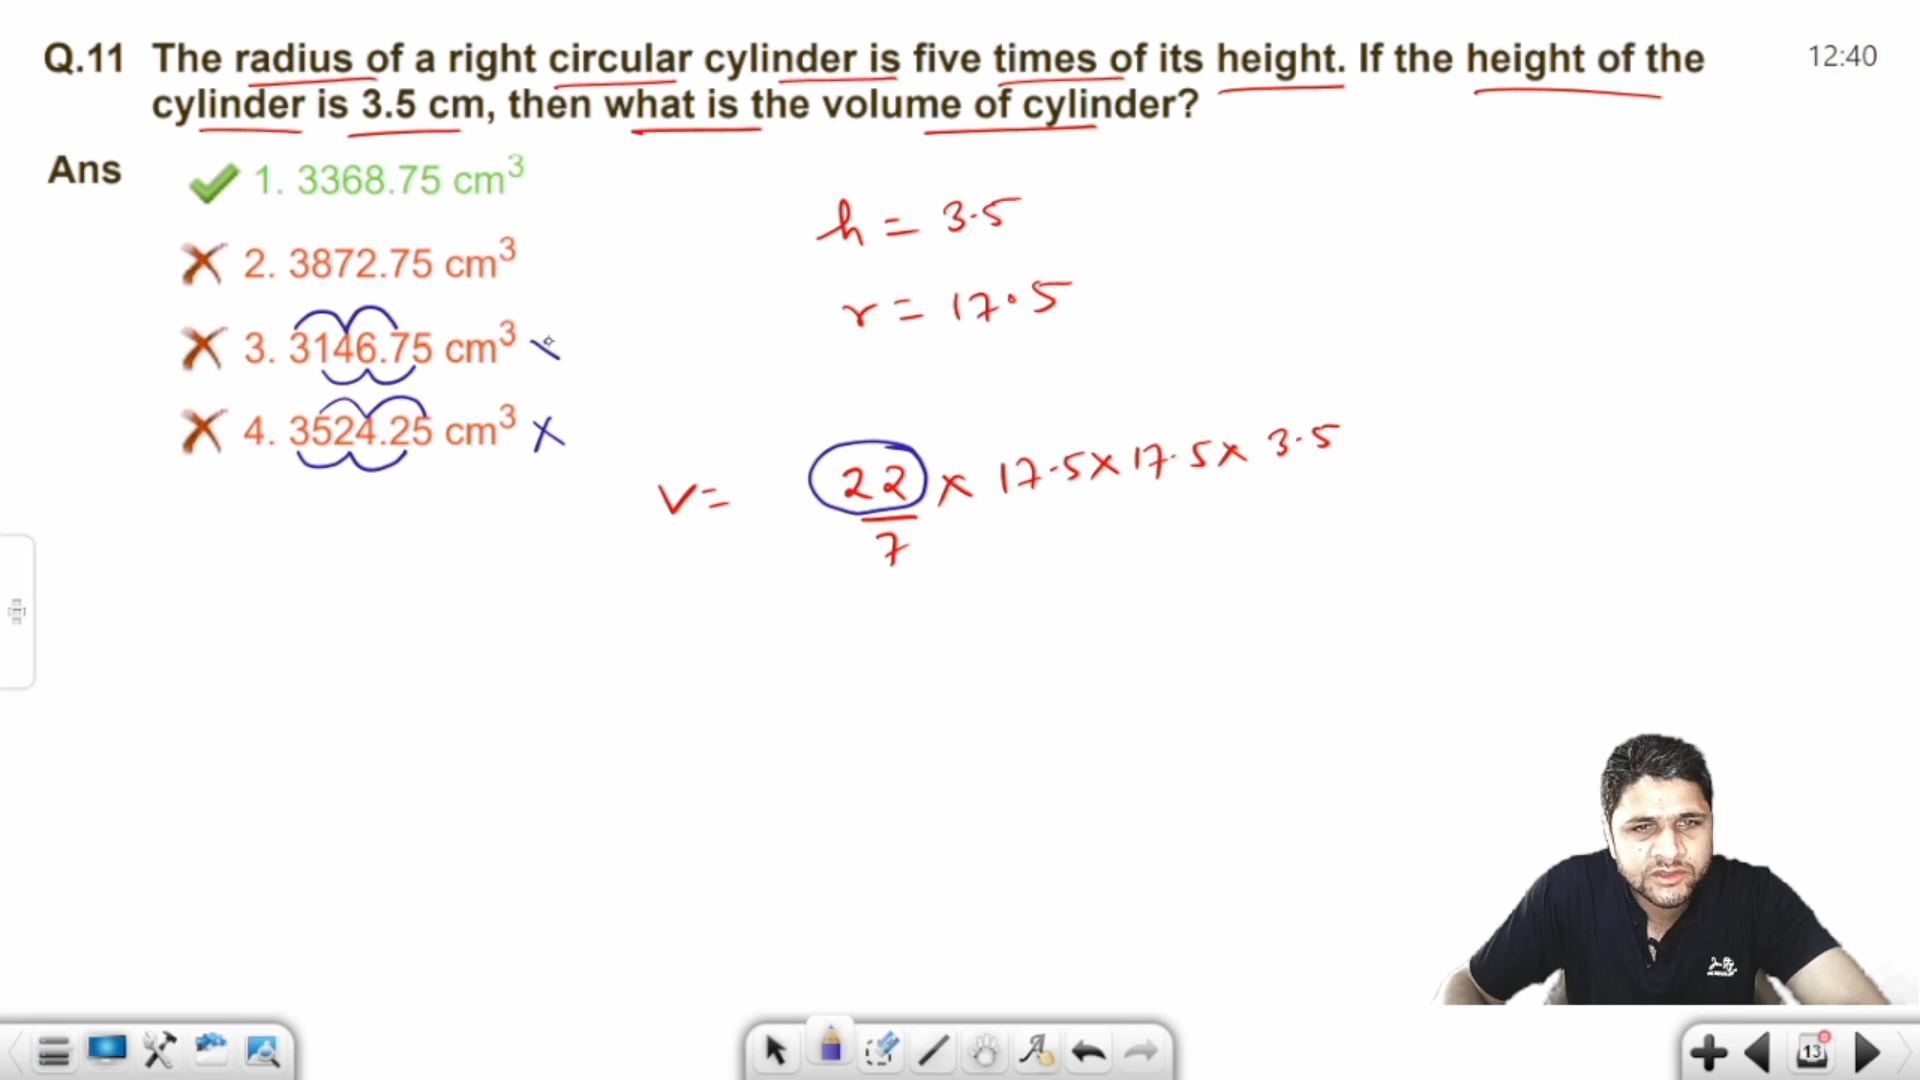 Q.11 The radius of a right circular cylinder is five times of its height. If the height of the
12:40
cylinder is 3.5 cm, then what is the volume of cylinder?
Ans
1. 3368.75 cm³
2. 3872.75 cm³
3. 3146.75 cm³
4. 3524.25 cm³ X
h = 3.5
r = 17.5
V = 22/7 x 17.5 x 17.5 x 3.5
13